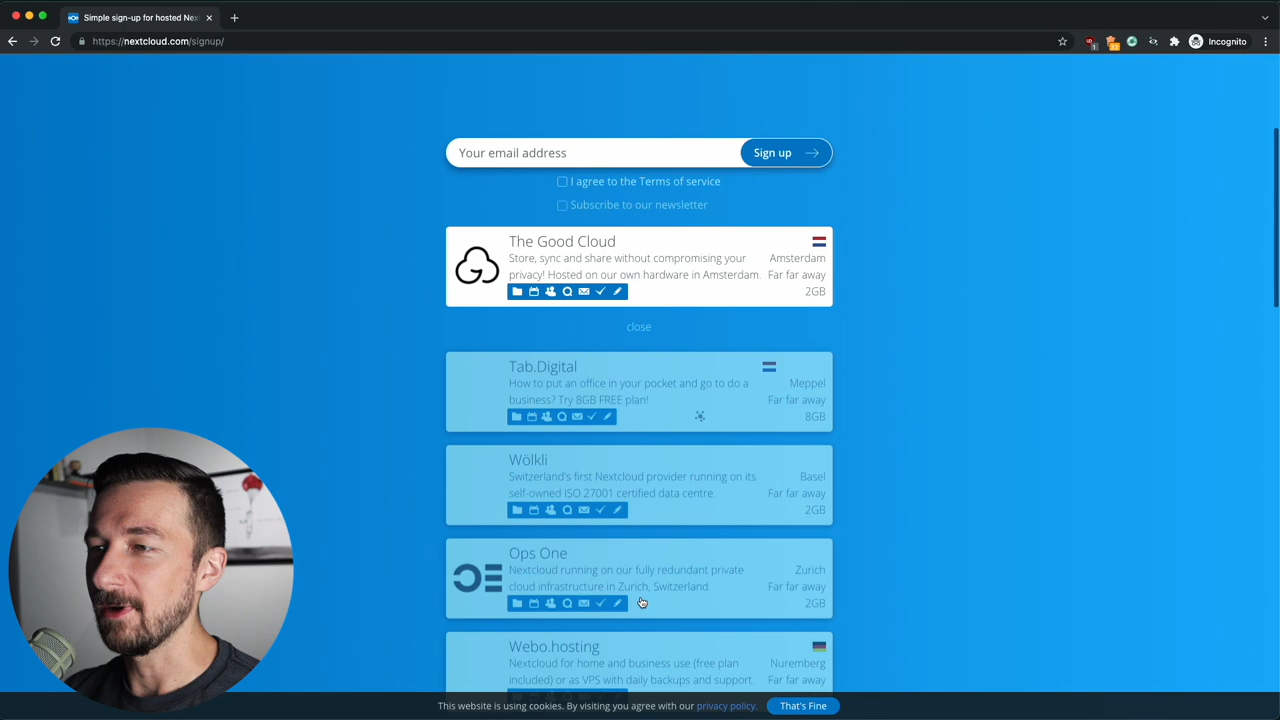 Simple sign-up for hosted Nex
https://nextcloud.com/signup/
1
22
Incognito
Your email address
Sign up
I agree to the Terms of service
Subscribe to our newsletter
The Good Cloud
Store, sync and share without compromising your
privacy! Hosted on our own hardware in Amsterdam.
Amsterdam
Far far away
2GB
close
Tab.Digital
How to put an office in your pocket and go to do a
business? Try 8GB FREE plan!
Meppel
Far far away
8GB
Wölkli
Switzerland's first Nextcloud provider running on its
self-owned ISO 27001 certified data centre.
Basel
Far far away
2GB
Ops One
Nextcloud running on our fully redundant private
cloud infrastructure in Zurich, Switzerland.
Zurich
Far far away
2GB
Webo.hosting
Nextcloud for home and business use (free plan
included) or as VPS with daily backups and support
Nuremberg
Far far away
This website is using cookies. By visiting you agree with our privacy policy.
That's Fine